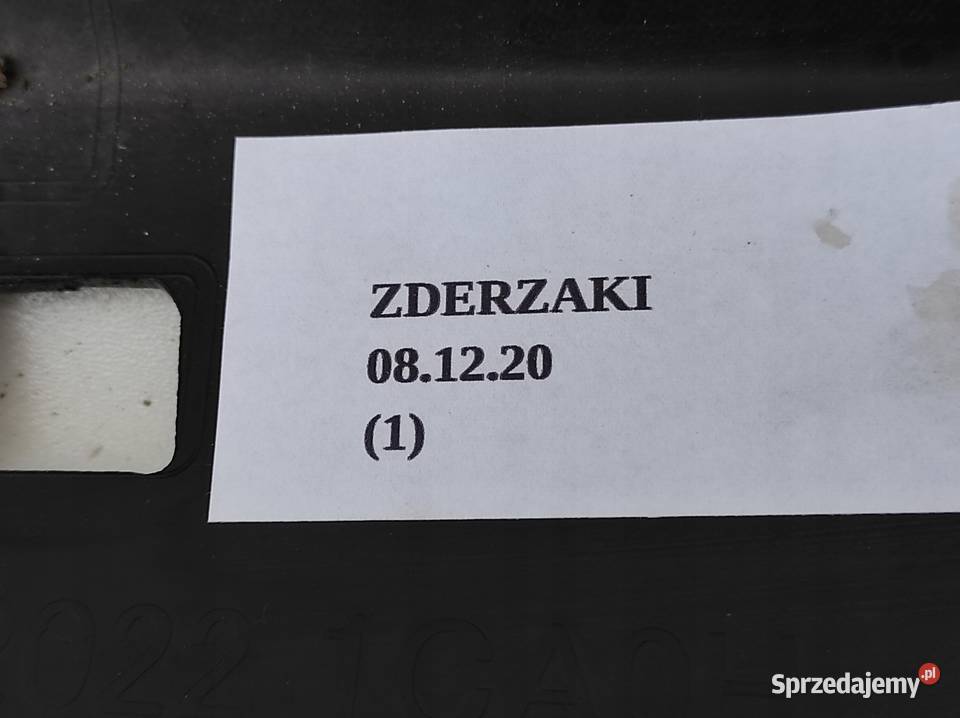 ZDERZAKI
08.12.20
(1)
Sprzedajemy.pl